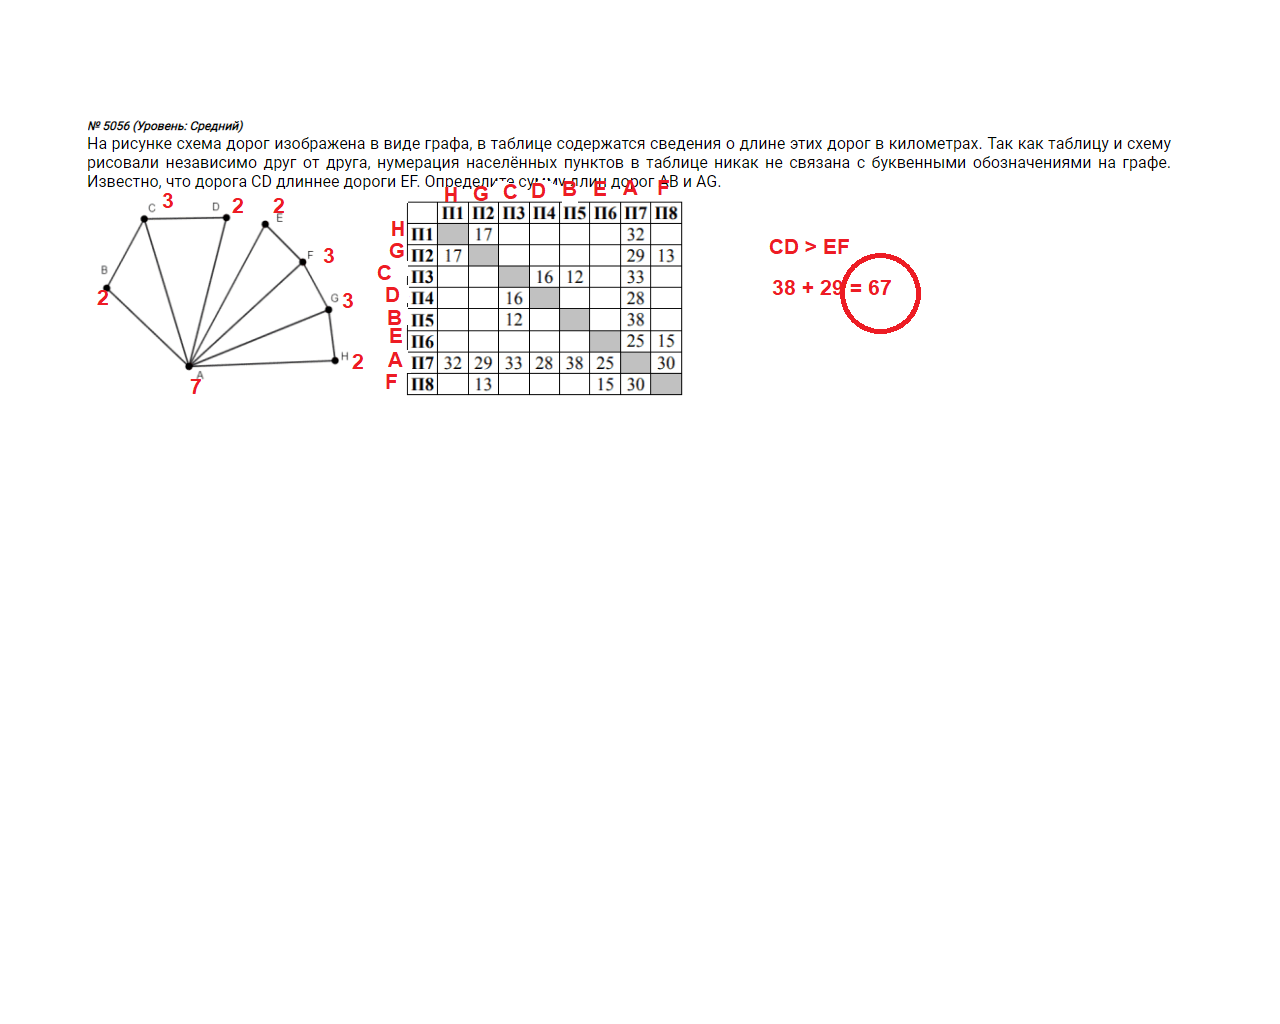 № 5056 (Уровень: Средний)
На рисунке схема дорог изображена в виде графа, в таблице содержатся сведения о длине этих дорог в километрах. Так как таблицу и схему
рисовали независимо друг от друга, нумерация населённых пунктов в таблице никак не связана с буквенными обозначениями на графе.
Известно, что дорога CD длиннее дороги EF. Определите сумму длин дорог AB и AG.
C 3 D 2 2
E
F 3
B
2
G 3
H 2
A
7
H G C D B E A F
П1 П2 П3 П4 П5 П6 П7 П8
H П1 17 32
G П2 17 29 13
C П3 16 12 33
D П4 16 28
B П5 12 38
E П6 25 15
A П7 32 29 33 28 38 25 30
F П8 13 15 30
CD > EF
38 + 29 = 67